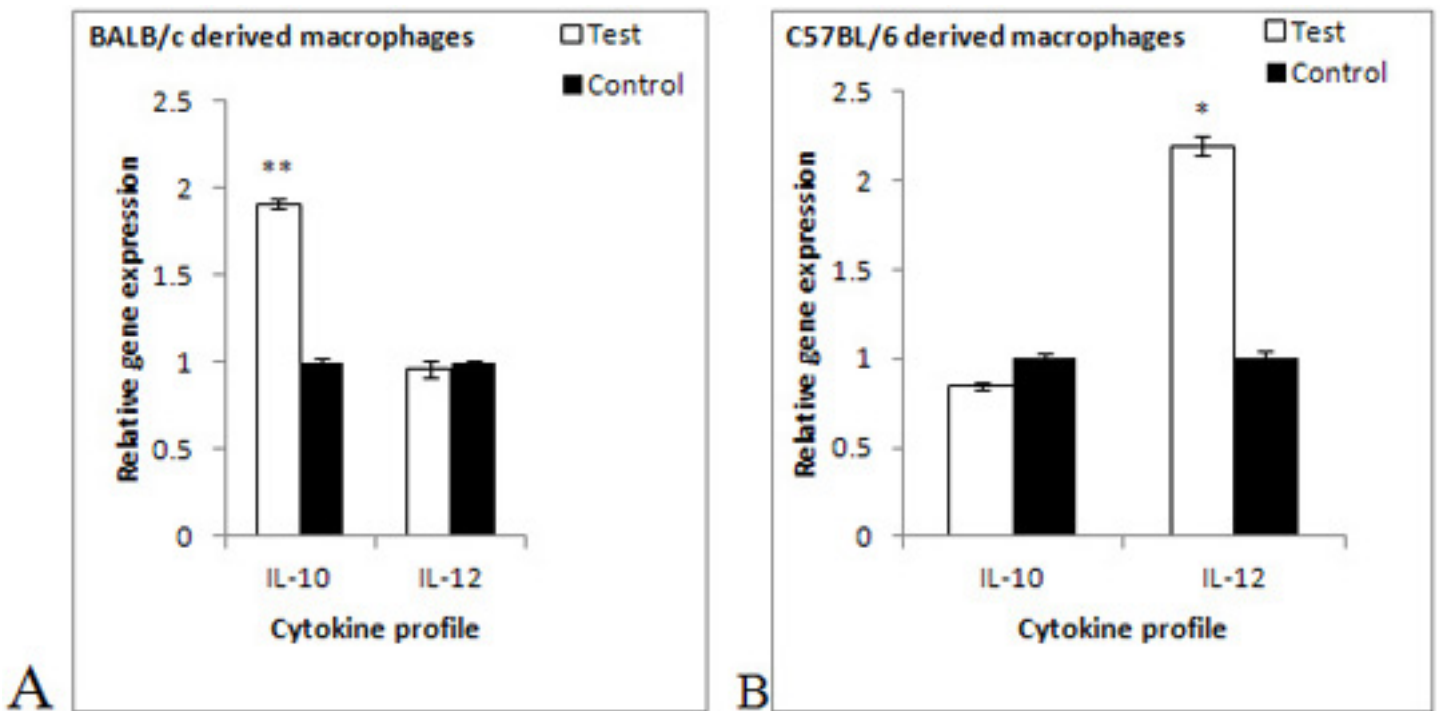 BALB/c derived macrophages
Test
Control
Relative gene expression
2.5
2
1.5
1
0.5
0
**
IL-10
IL-12
Cytokine profile
A
C57BL/6 derived macrophages
Test
Control
Relative gene expression
2.5
2
1.5
1
0.5
0
*
IL-10
IL-12
Cytokine profile
B